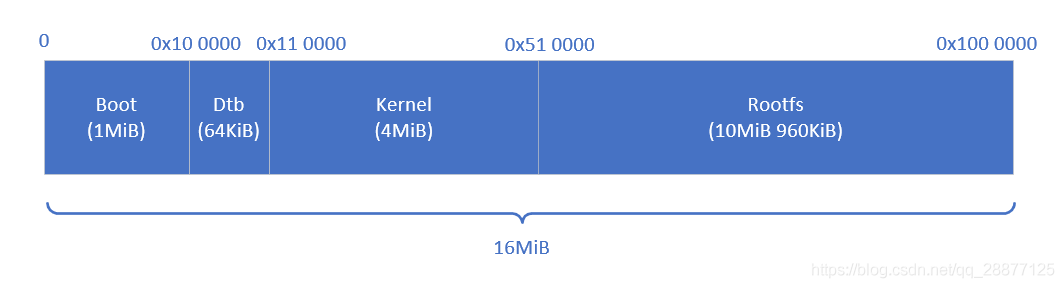 0 0x10 0000 0x11 0000 0x51 0000 0x100 0000
Boot Dtb Kernel Rootfs
(1MiB) (64KiB) (4MiB) (10MiB 960KiB)
16MiB
https://blog.csdn.net/qq_28877125